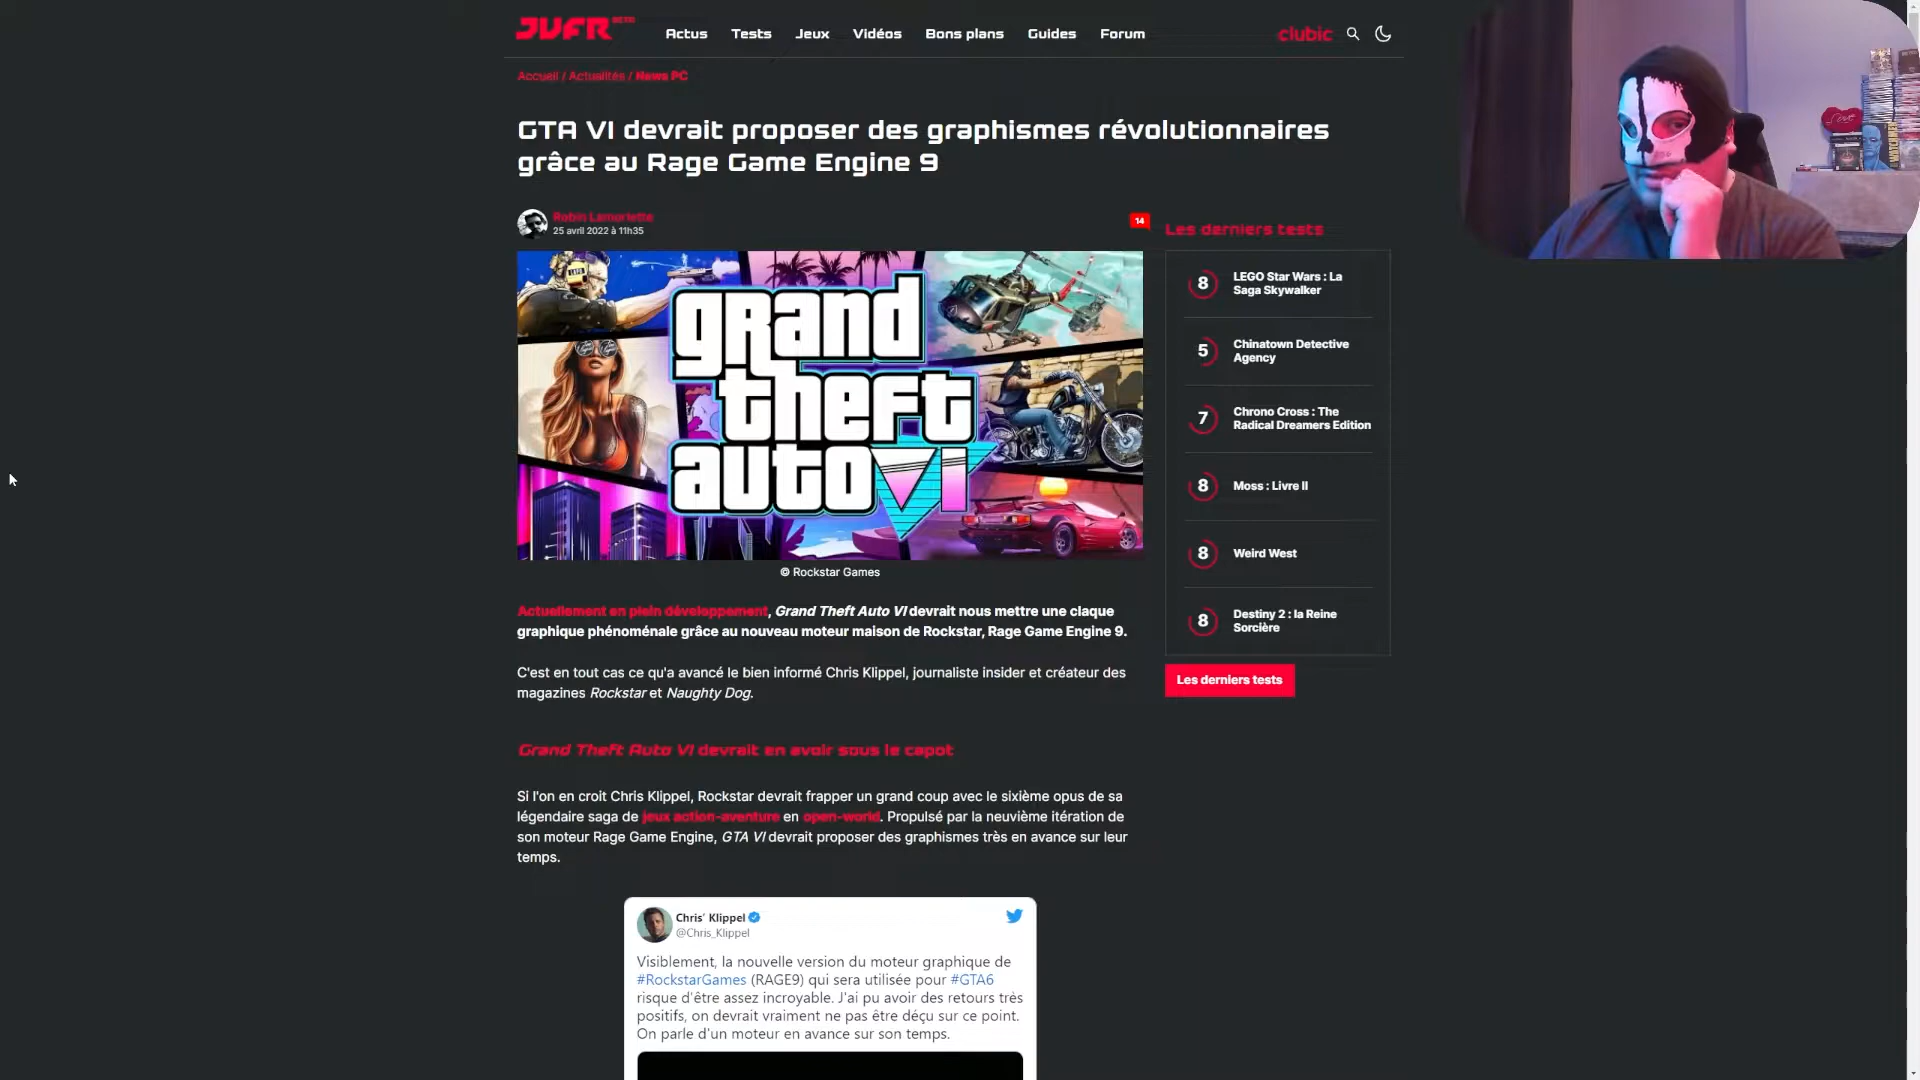 JVFR BETA
Actus Tests Jeux Vidéos Bons plans Guides Forum
clubic
Accueil / Actualités / News PC
GTA VI devrait proposer des graphismes révolutionnaires
grâce au Rage Game Engine 9
Robin Lamorlette
25 avril 2022 à 11h35
14
grand
theft
auto VI
© Rockstar Games
Actuellement en plein développement, Grand Theft Auto VI devrait nous mettre une claque
graphique phénoménale grâce au nouveau moteur maison de Rockstar, Rage Game Engine 9.
C'est en tout cas ce qu'a avancé le bien informé Chris Klippel, journaliste insider et créateur des
magazines Rockstar et Naughty Dog.
Grand Theft Auto VI devrait en avoir sous le capot
Si l'on en croit Chris Klippel, Rockstar devrait frapper un grand coup avec le sixième opus de sa
légendaire saga de jeux action-aventure en open-world. Propulsé par la neuvième itération de
son moteur Rage Game Engine, GTA VI devrait proposer des graphismes très en avance sur leur
temps.
Chris' Klippel
@Chris_Klippel
Visiblement, la nouvelle version du moteur graphique de
#RockstarGames (RAGE9) qui sera utilisée pour #GTA6
risque d'être assez incroyable. J'ai pu avoir des retours très
positifs, on devrait vraiment ne pas être déçu sur ce point.
On parle d'un moteur en avance sur son temps.
Les derniers tests
8 LEGO Star Wars : La
Saga Skywalker
5 Chinatown Detective
Agency
7 Chrono Cross : The
Radical Dreamers Edition
8 Moss : Livre II
8 Weird West
8 Destiny 2 : la Reine
Sorcière
Les derniers tests
WATCHMEN